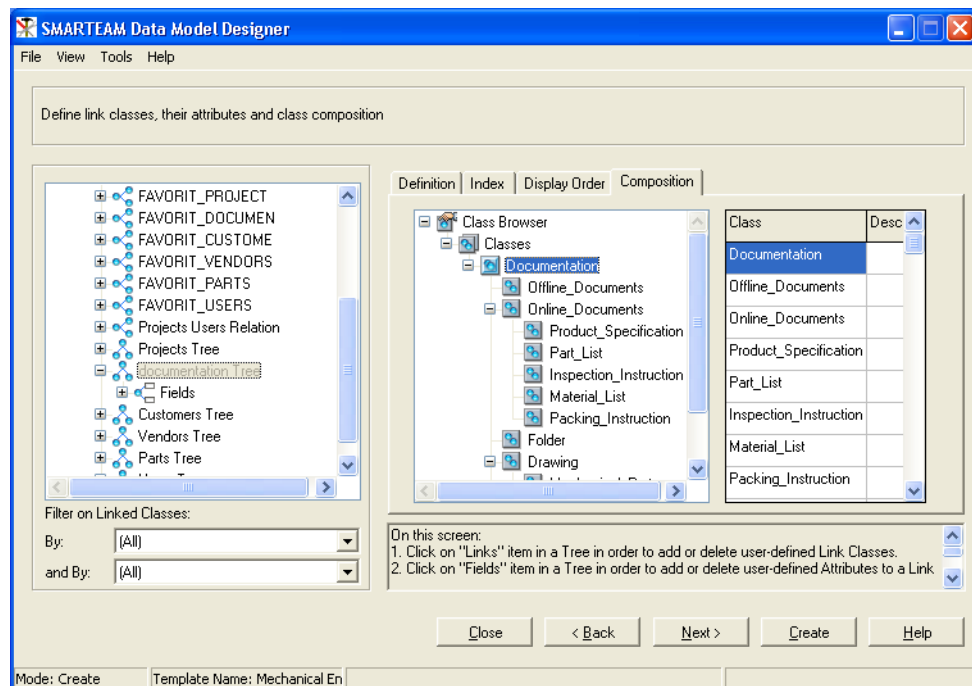 SMARTEAM Data Model Designer
File View Tools Help
Define link classes, their attributes and class composition
FAVORIT_PROJECT
FAVORIT_DOCUMEN
FAVORIT_CUSTOME
FAVORIT_VENDORS
FAVORIT_PARTS
FAVORIT_USERS
Projects Users Relation
Projects Tree
documentation Tree
Fields
Customers Tree
Vendors Tree
Parts Tree
Filter on Linked Classes:
By: (All)
and By: (All)
Definition Index Display Order Composition
Class Browser
Classes
Documentation
Offline_Documents
Online_Documents
Product_Specification
Part_List
Inspection_Instruction
Material_List
Packing_Instruction
Folder
Drawing
Class Desc
Documentation
Offline_Documents
Online_Documents
Product_Specification
Part_List
Inspection_Instruction
Material_List
Packing_Instruction
On this screen:
1. Click on "Links" item in a Tree in order to add or delete user-defined Link Classes.
2. Click on "Fields" item in a Tree in order to add or delete user-defined Attributes to a Link
Close < Back Next > Create Help
Mode: Create Template Name: Mechanical En